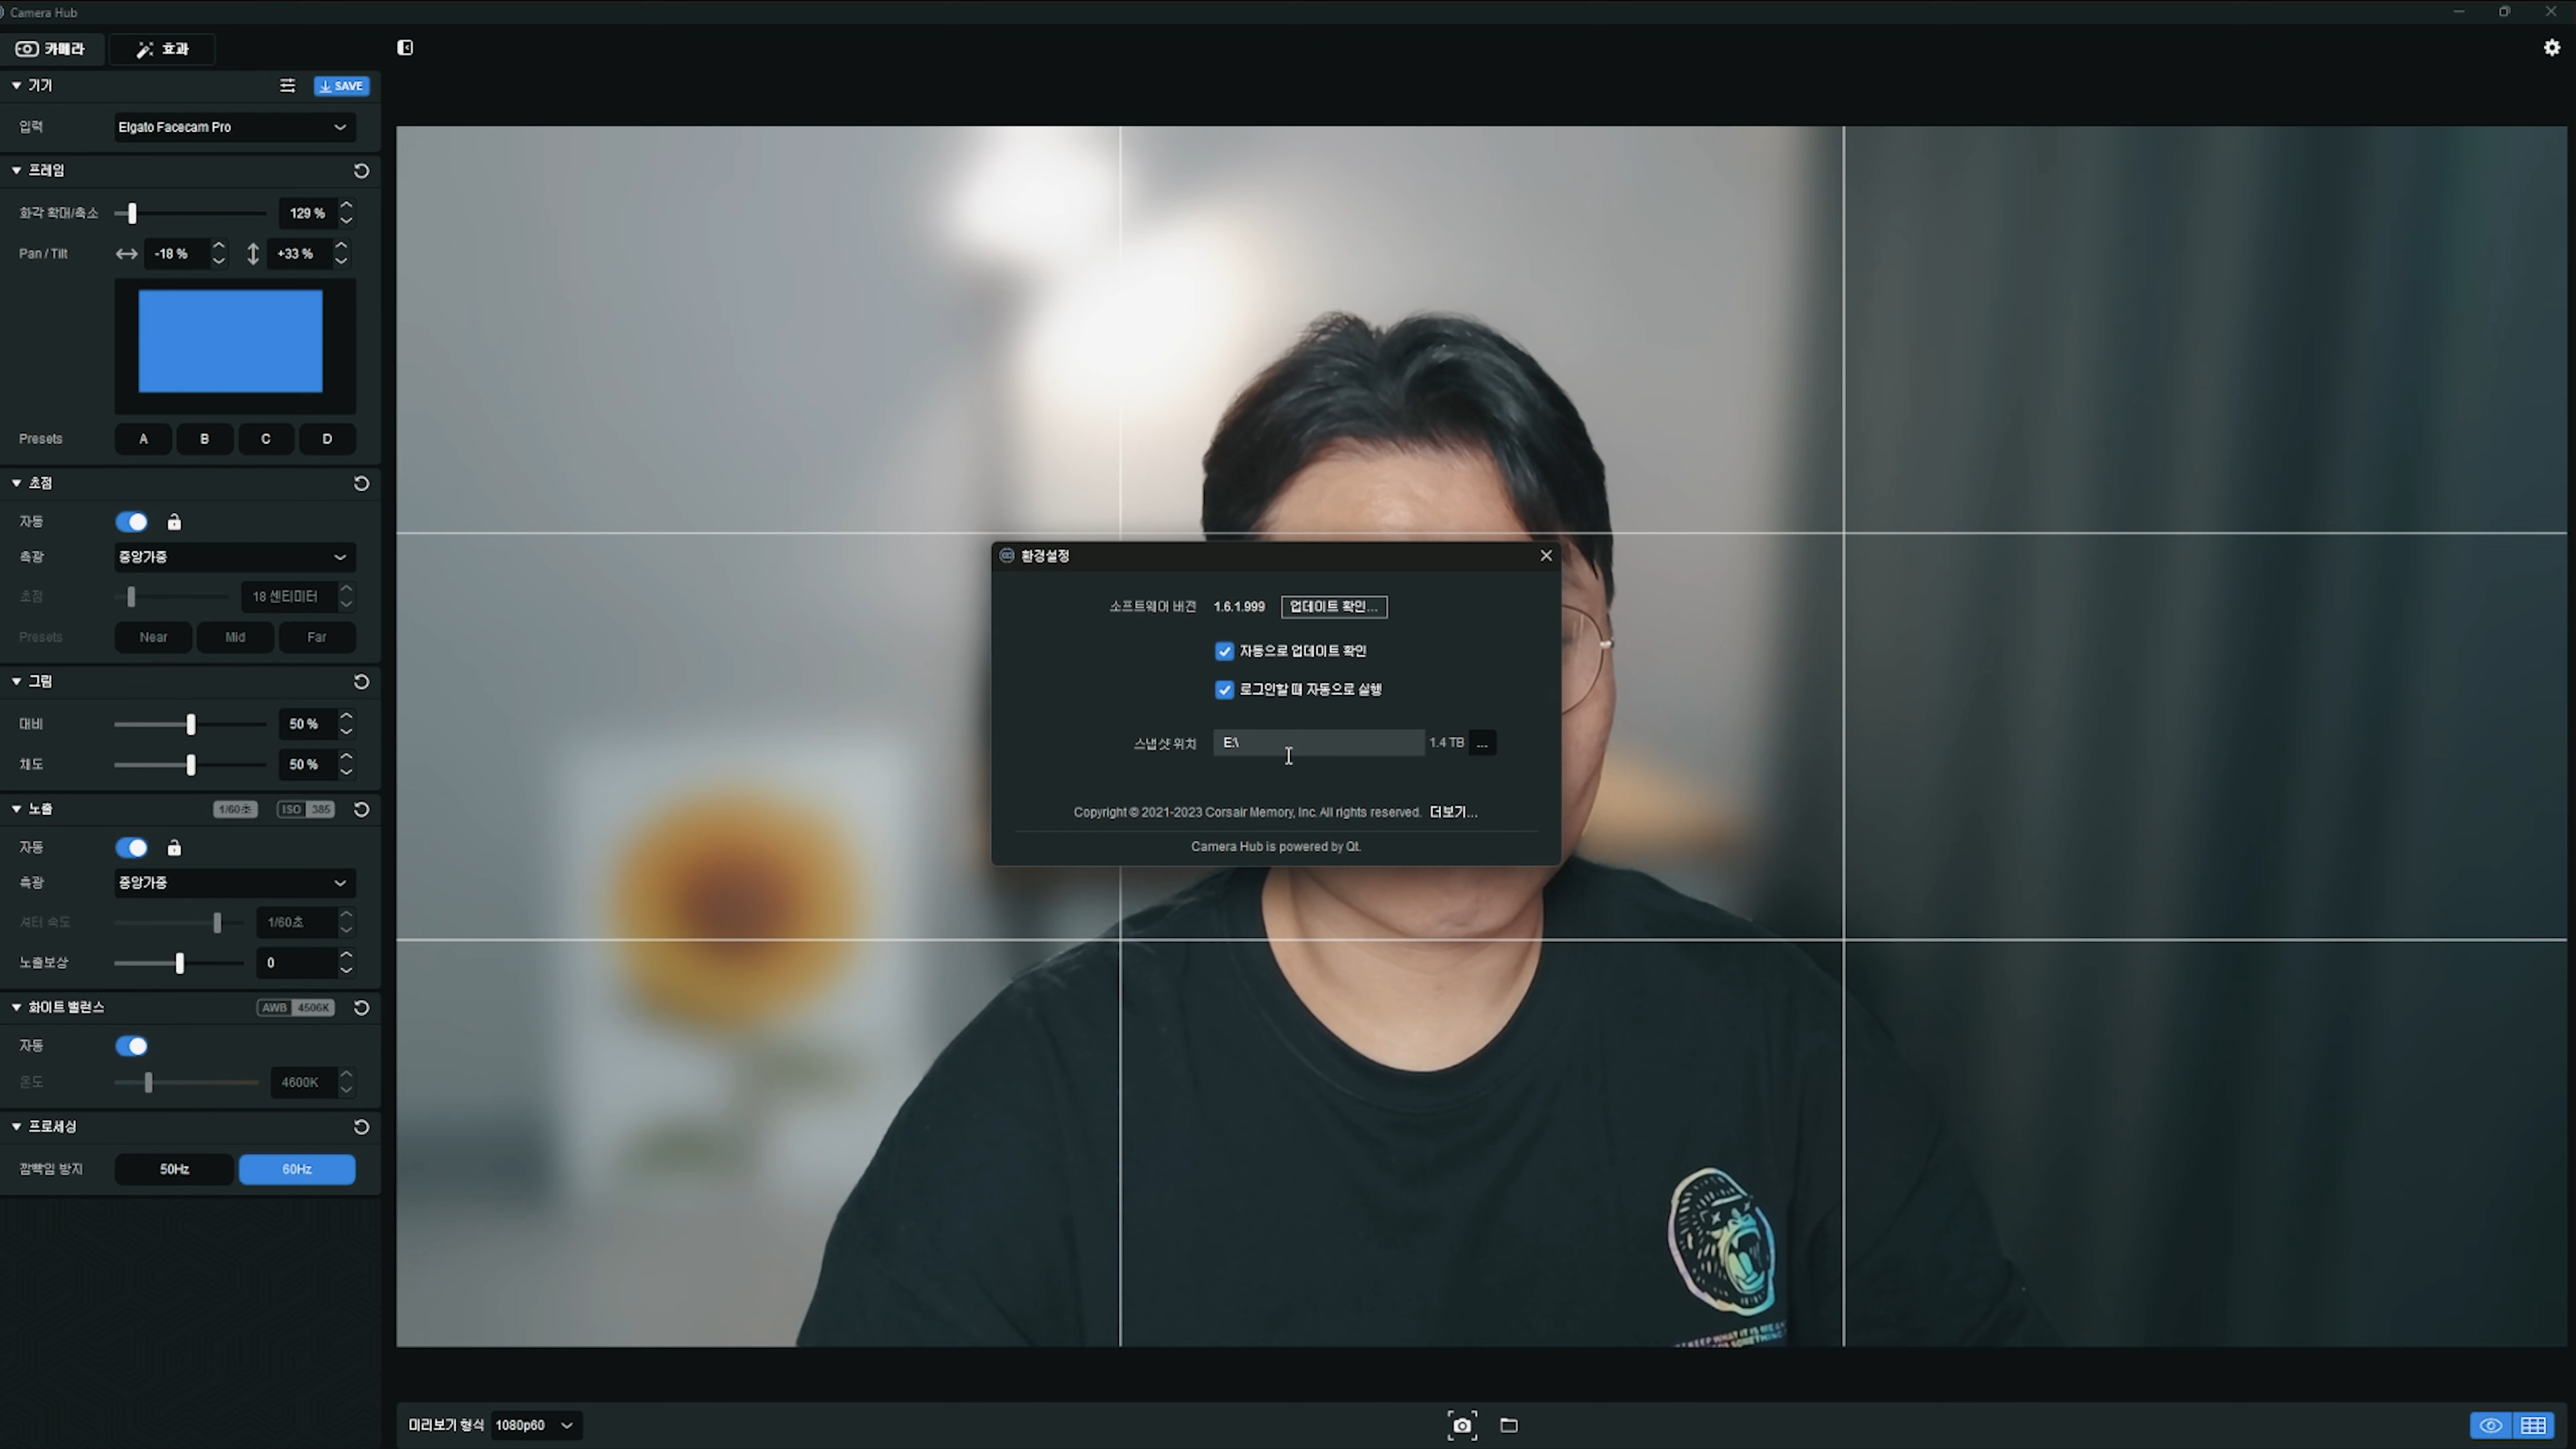 Camera Hub
카메라
효과
기기
SAVE
입력
Elgato Facecam Pro
프레임
화각 확대/축소
129 %
Pan / Tilt
-18 %
+33 %
Presets
A
B
C
D
초점
자동
측광
중앙가중
초점
18 센티미터
Presets
Near
Mid
Far
그림
대비
50 %
채도
50 %
노출
1/60초
ISO 385
자동
측광
중앙가중
셔터 속도
1/60초
노출보상
0
화이트 밸런스
AWB 4506K
자동
온도
4600K
프로세싱
깜빡임 방지
50Hz
60Hz
환경설정
소프트웨어 버전 1.6.1.999 업데이트 확인...
자동으로 업데이트 확인
로그인할 때 자동으로 실행
스냅샷 위치 E:\ 1.4 TB ...
Copyright © 2021-2023 Corsair Memory, Inc. All rights reserved. 더보기...
Camera Hub is powered by Qt.
미리보기 형식 1080p60